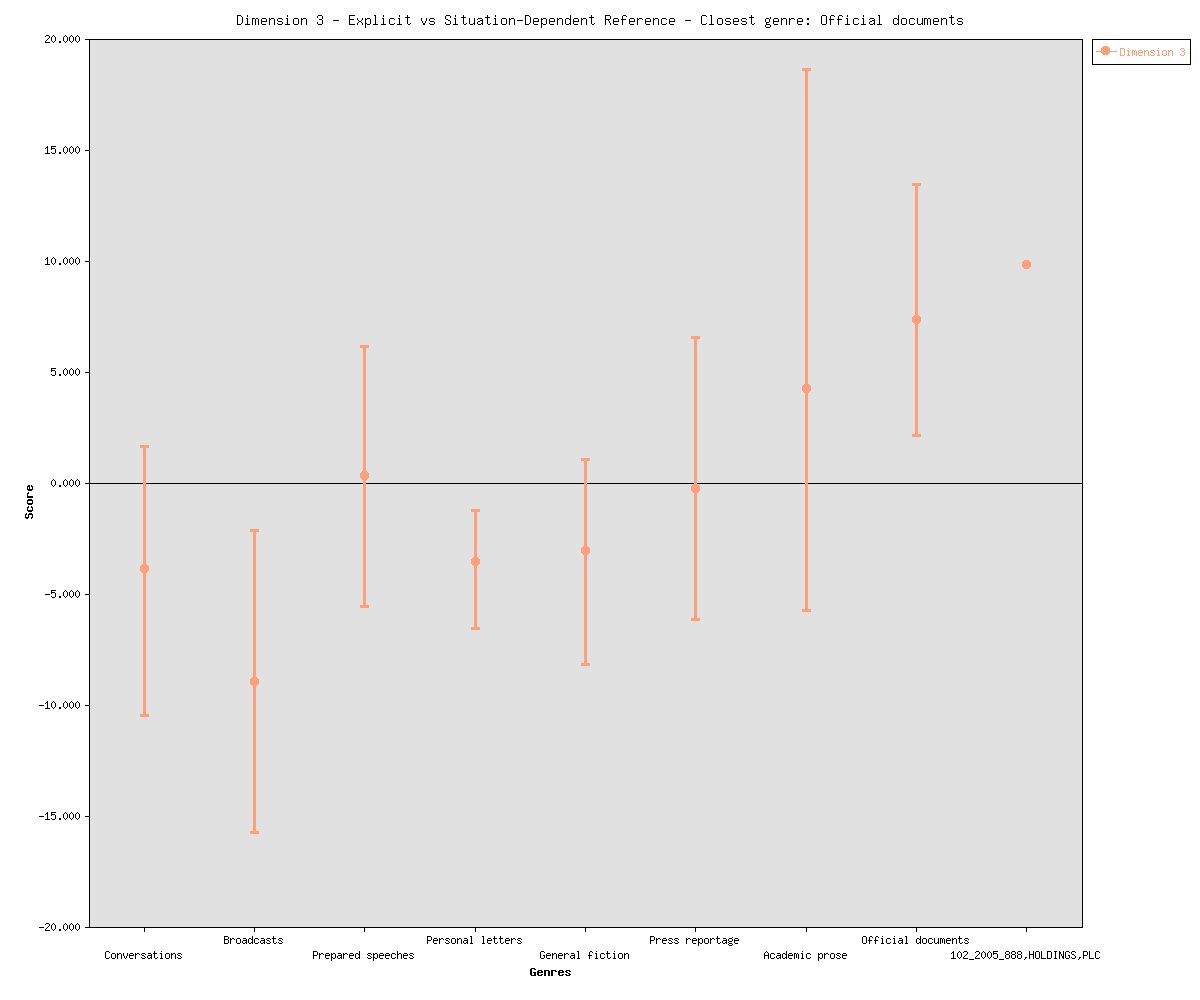 Dimension 3 - Explicit vs Situation-Dependent Reference - Closest genre: Official documents
Dimension 3
20.000
15.000
10.000
5.000
0.000
-5.000
-10.000
-15.000
-20.000
Score
Conversations
Broadcasts
Prepared speeches
Personal letters
General fiction
Press reportage
Academic prose
Official documents
102_2005_888,HOLDINGS,PLC
Genres